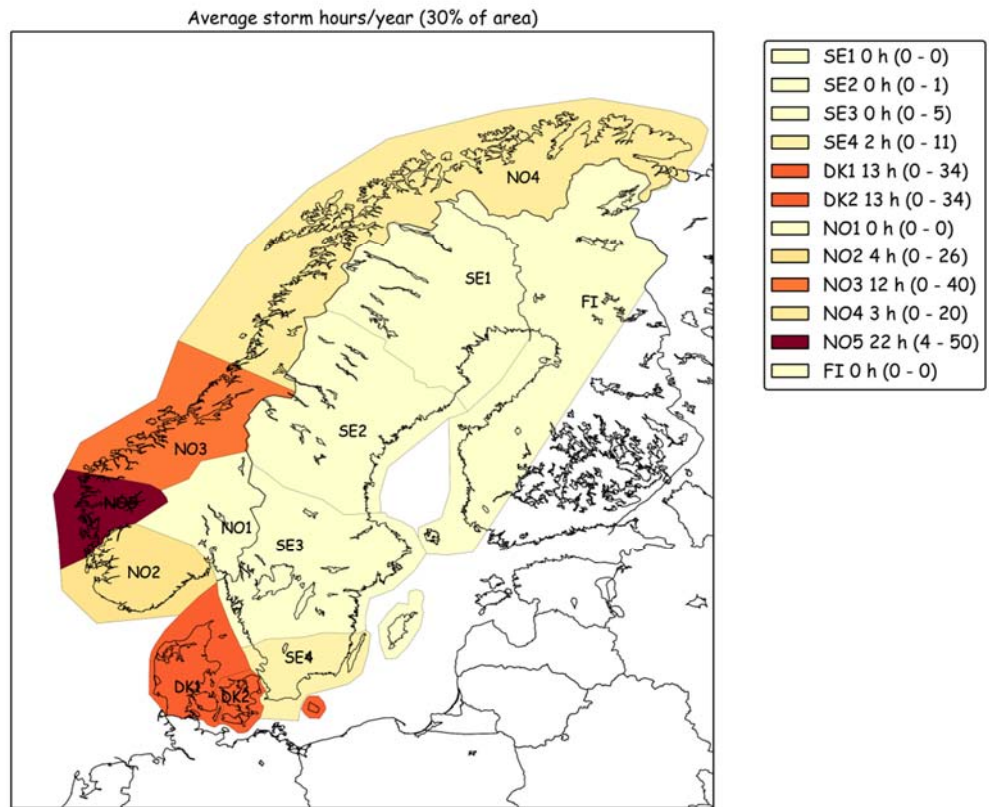 Average storm hours/year (30% of area)
SE1 0 h (0 - 0)
SE2 0 h (0 - 1)
SE3 0 h (0 - 5)
SE4 2 h (0 - 11)
DK1 13 h (0 - 34)
DK2 13 h (0 - 34)
NO1 0 h (0 - 0)
NO2 4 h (0 - 26)
NO3 12 h (0 - 40)
NO4 3 h (0 - 20)
NO5 22 h (4 - 50)
FI 0 h (0 - 0)
NO4
SE1
FI
SE2
NO3
NO5
NO1
SE3
NO2
SE4
DK1
DK2